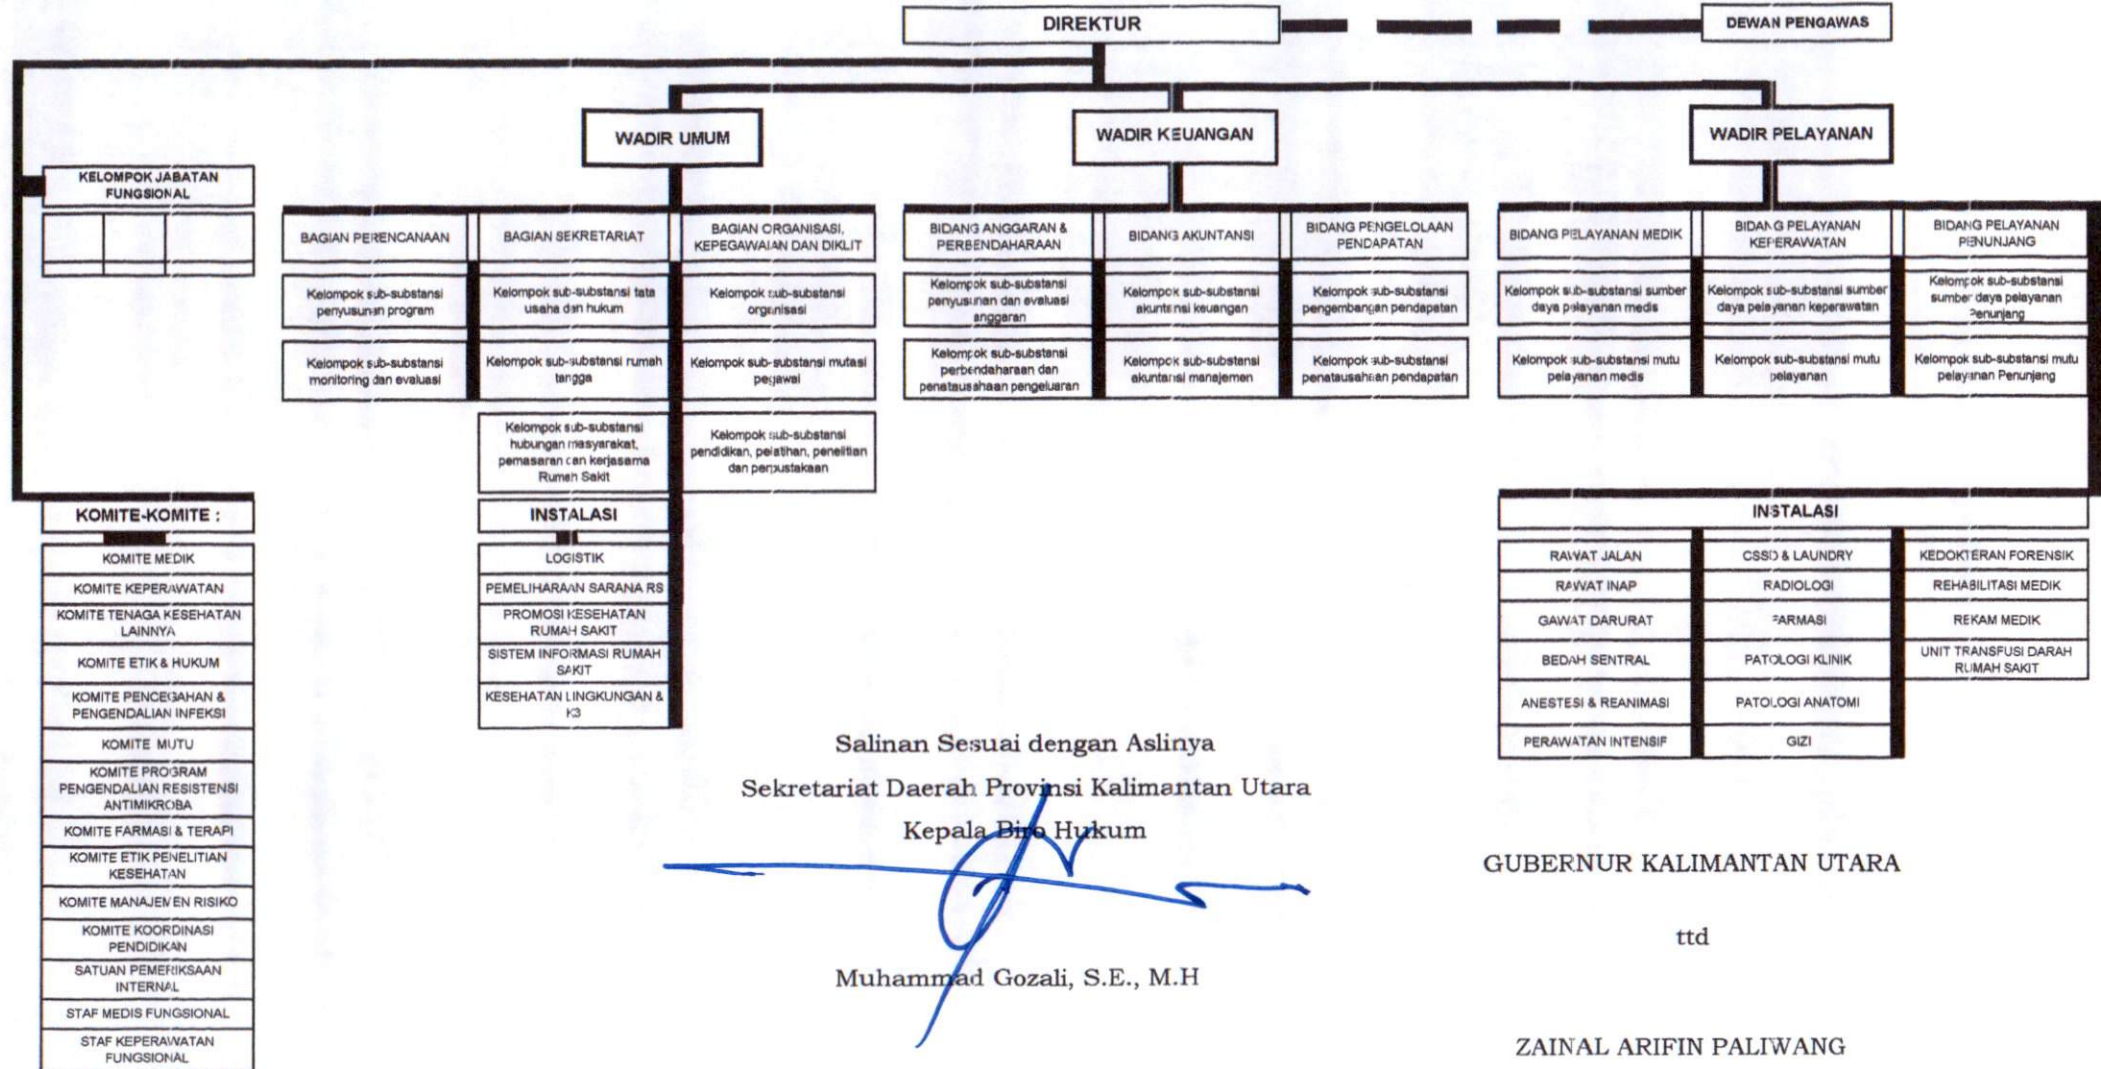 DIREKTUR
DEWAN PENGAWAS
WADIR UMUM
WADIR KEUANGAN
WADIR PELAYANAN
KELOMPOK JABATAN
FUNGSIONAL
BAGIAN PERENCANAAN
BAGIAN SEKRETARIAT
BAGIAN ORGANISASI,
KEPEGAWAIAN DAN DIKLIT
BIDANG ANGGARAN &
PERBENDAHARAAN
BIDANG AKUNTANSI
BIDANG PENGELOLAAN
PENDAPATAN
BIDANG PELAYANAN MEDIK
BIDANG PELAYANAN
KEPERAWATAN
BIDANG PELAYANAN
PENUNJANG
Kelompok sub-substansi
penyusunan program
Kelompok sub-substansi tata
usaha dan hukum
Kelompok sub-substansi
organisasi
Kelompok sub-substansi
penyusunan dan evaluasi
anggaran
Kelompok sub-substansi
akuntansi keuangan
Kelompok sub-substansi
pengembangan pendapatan
Kelompok sub-substansi sumber
daya pelayanan medis
Kelompok sub-substansi sumber
daya pelayanan keperawatan
Kelompok sub-substansi
sumber daya pelayanan
Penunjang
Kelompok sub-substansi
monitoring dan evaluasi
Kelompok sub-substansi rumah
tangga
Kelompok sub-substansi mutasi
pegawai
Kelompok sub-substansi
perbendaharaan dan
penatausahaan pengeluaran
Kelompok sub-substansi
akuntansi manajemen
Kelompok sub-substansi
penatausahaan pendapatan
Kelompok sub-substansi mutu
pelayanan medis
Kelompok sub-substansi mutu
pelayanan
Kelompok sub-substansi mutu
pelayanan Penunjang
Kelompok sub-substansi
hubungan masyarakat,
pemasaran dan kerjasama
Rumah Sakit
Kelompok sub-substansi
pendidikan, pelatihan, penelitian
dan perpustakaan
KOMITE-KOMITE :
KOMITE MEDIK
KOMITE KEPERAWATAN
KOMITE TENAGA KESEHATAN
LAINNYA
KOMITE ETIK & HUKUM
KOMITE PENCEGAHAN &
PENGENDALIAN INFEKSI
KOMITE MUTU
KOMITE PROGRAM
PENGENDALIAN RESISTENSI
ANTIMIKROBA
KOMITE FARMASI & TERAPI
KOMITE ETIK PENELITIAN
KESEHATAN
KOMITE MANAJEMEN RISIKO
KOMITE KOORDINASI
PENDIDIKAN
SATUAN PEMERIKSAAN
INTERNAL
STAF MEDIS FUNGSIONAL
STAF KEPERAWATAN
FUNGSIONAL
INSTALASI
LOGISTIK
PEMELIHARAAN SARANA RS
PROMOSI KESEHATAN
RUMAH SAKIT
SISTEM INFORMASI RUMAH
SAKIT
KESEHATAN LINGKUNGAN &
K3
INSTALASI
RAWAT JALAN
CSSD & LAUNDRY
KEDOKTERAN FORENSIK
RAWAT INAP
RADIOLOGI
REHABILITASI MEDIK
GAWAT DARURAT
FARMASI
REKAM MEDIK
BEDAH SENTRAL
PATOLOGI KLINIK
UNIT TRANSFUSI DARAH
RUMAH SAKIT
ANESTESI & REANIMASI
PATOLOGI ANATOMI
PERAWATAN INTENSIF
GIZI
Salinan Sesuai dengan Aslinya
Sekretariat Daerah Provinsi Kalimantan Utara
Kepala Biro Hukum
Muhammad Gozali, S.E., M.H
GUBERNUR KALIMANTAN UTARA
ttd
ZAINAL ARIFIN PALIWANG